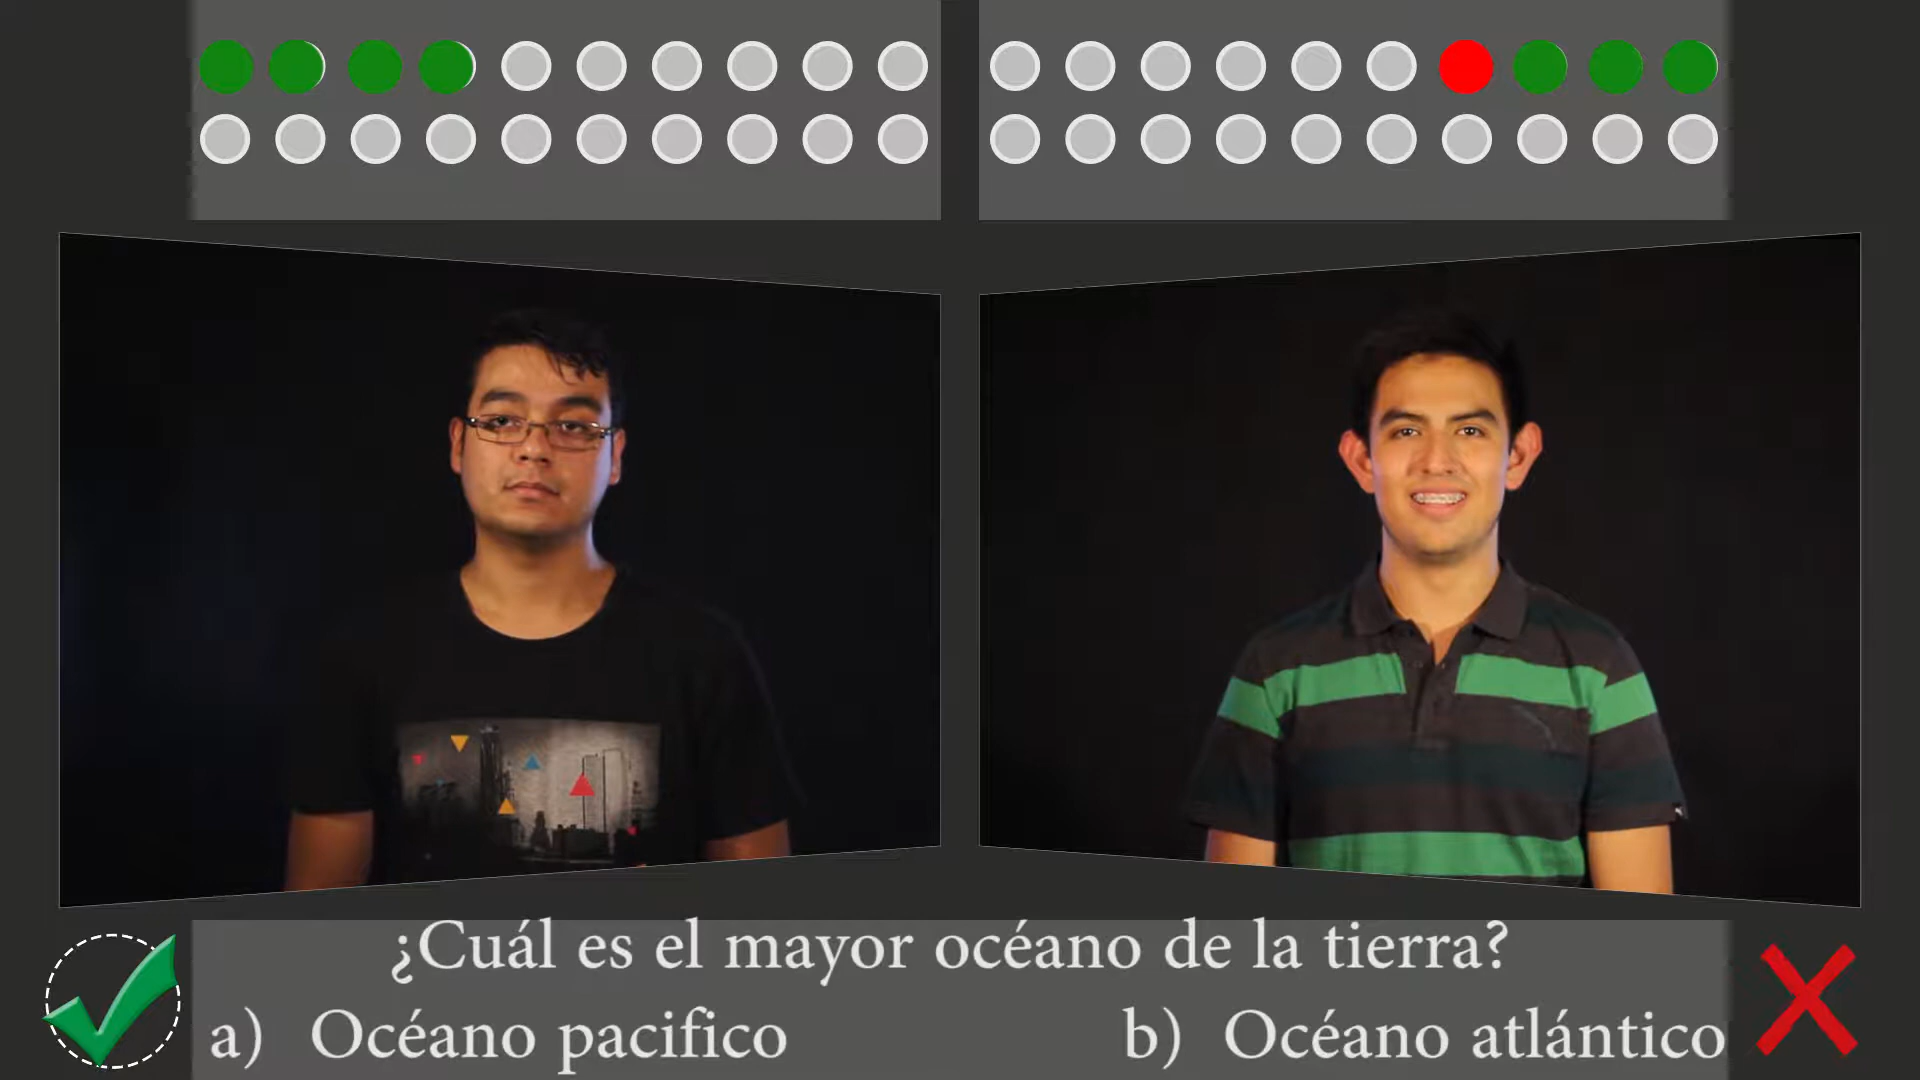 ¿Cuál es el mayor océano de la tierra?
a) Océano pacifico
b) Océano atlántico